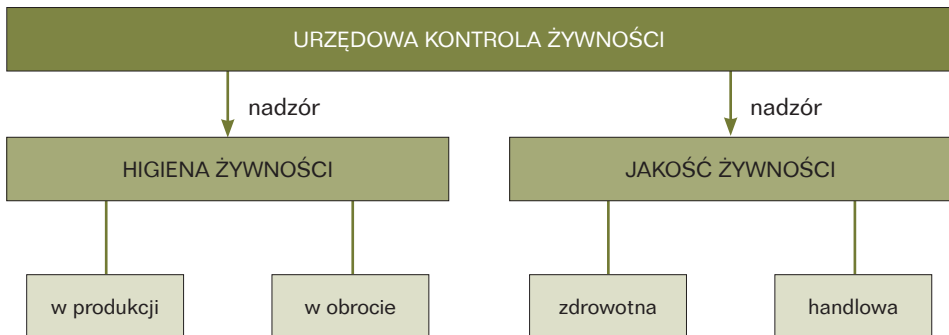 URZĘDOWA KONTROLA ŻYWNOŚCI
nadzór
nadzór
HIGIENA ŻYWNOŚCI
JAKOŚĆ ŻYWNOŚCI
w produkcji
w obrocie
zdrowotna
handlowa